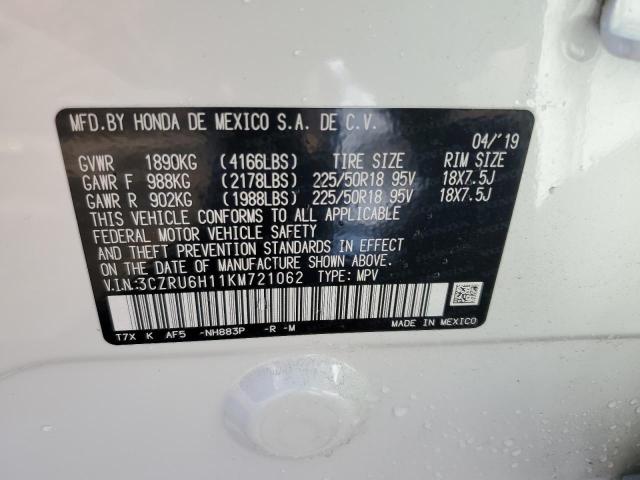 MFD.BY HONDA DE MEXICO S.A. DE C.V.
04/'19
GVWR 1890KG (4166LBS) TIRE SIZE RIM SIZE
GAWR F 988KG (2178LBS) 225/50R18 95V 18X7.5J
GAWR R 902KG (1988LBS) 225/50R18 95V 18X7.5J
THIS VEHICLE CONFORMS TO ALL APPLICABLE
FEDERAL MOTOR VEHICLE SAFETY
AND THEFT PREVENTION STANDARDS IN EFFECT
ON THE DATE OF MANUFACTURE SHOWN ABOVE.
V.I.N.:3CZRU6H11KM721062 TYPE: MPV
T7X K AF5 -NH883P -R -M MADE IN MEXICO